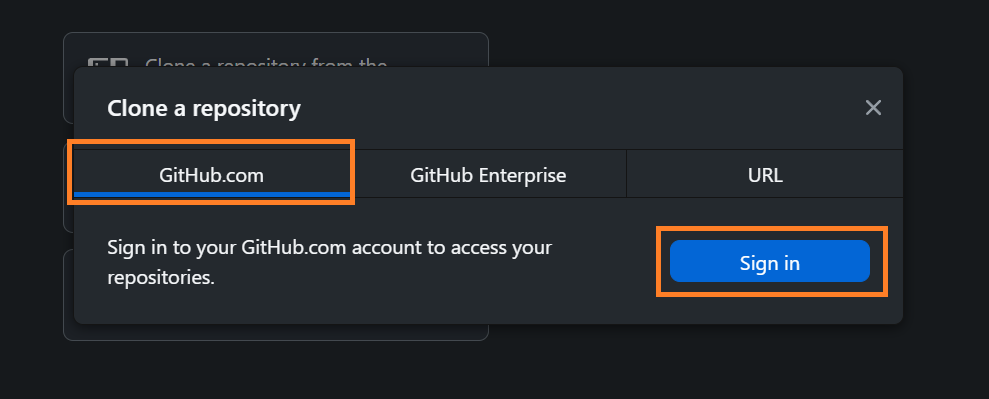 Clone a repository from the
Clone a repository
GitHub.com
GitHub Enterprise
URL
Sign in to your GitHub.com account to access your
repositories.
Sign in